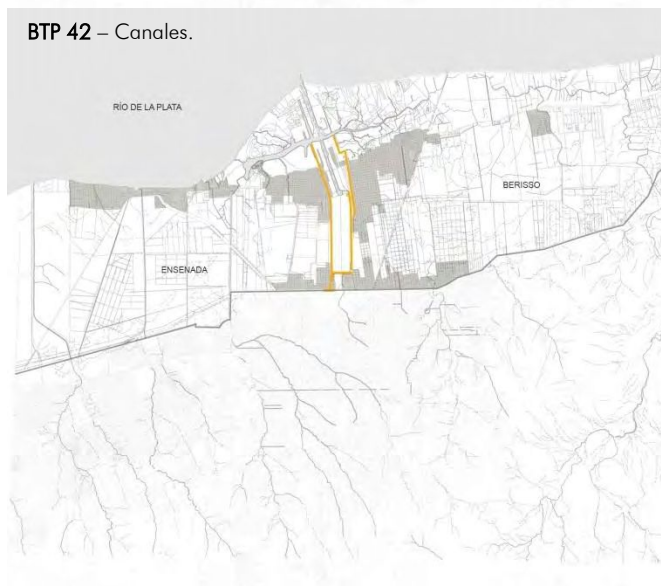 BTP 42 – Canales.
RÍO DE LA PLATA
BERISSO
ENSENADA